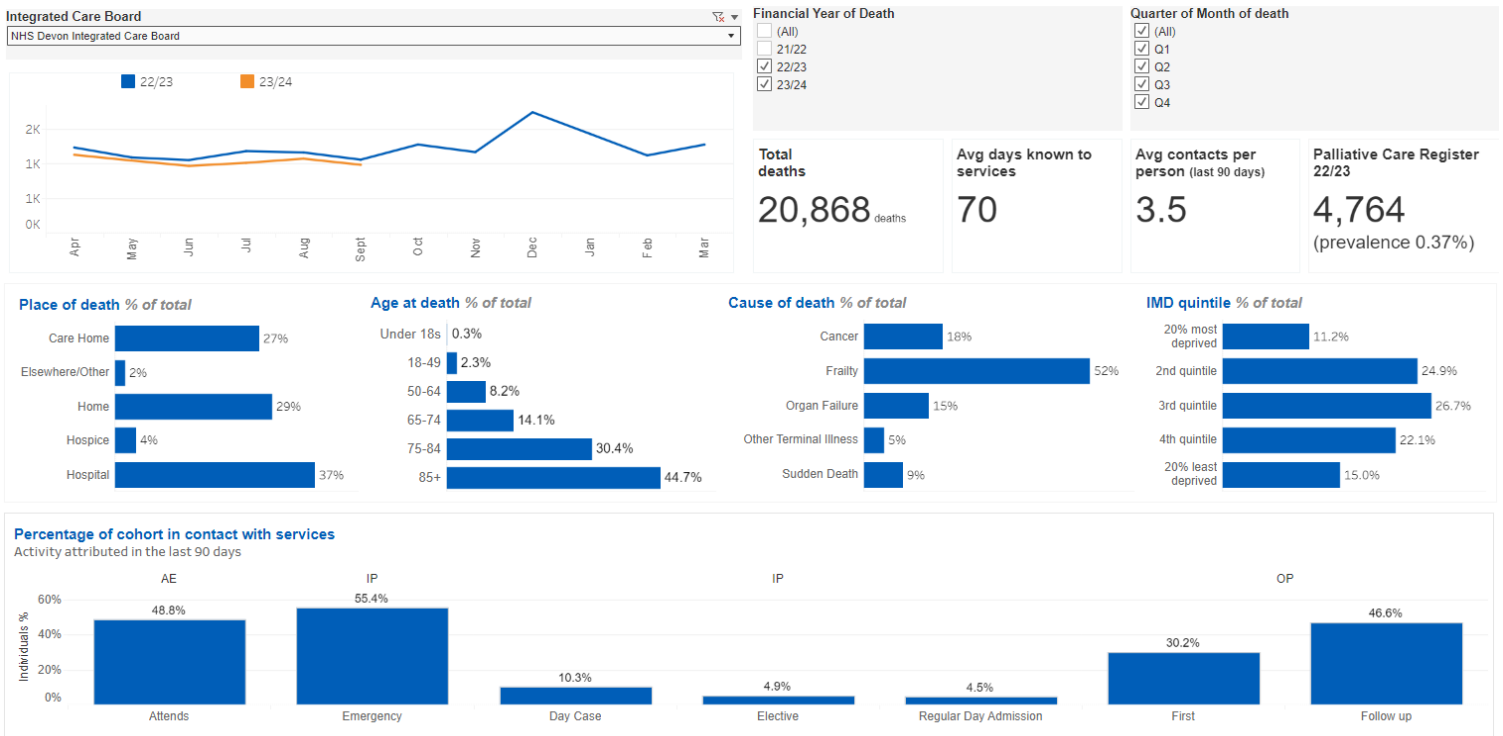 Integrated Care Board
NHS Devon Integrated Care Board
Financial Year of Death
(All)
21/22
22/23
23/24
Quarter of Month of death
(All)
Q1
Q2
Q3
Q4
22/23
23/24
2K
1K
1K
0K
Apr
May
Jun
Jul
Aug
Sept
Oct
Nov
Dec
Jan
Feb
Mar
Total
deaths
20,868 deaths
Avg days known to
services
70
Avg contacts per
person (last 90 days)
3.5
Palliative Care Register
22/23
4,764
(prevalence 0.37%)
Place of death % of total
Care Home 27%
Elsewhere/Other 2%
Home 29%
Hospice 4%
Hospital 37%
Age at death % of total
Under 18s 0.3%
18-49 2.3%
50-64 8.2%
65-74 14.1%
75-84 30.4%
85+ 44.7%
Cause of death % of total
Cancer 18%
Frailty 52%
Organ Failure 15%
Other Terminal Illness 5%
Sudden Death 9%
IMD quintile % of total
20% most
deprived 11.2%
2nd quintile 24.9%
3rd quintile 26.7%
4th quintile 22.1%
20% least
deprived 15.0%
Percentage of cohort in contact with services
Activity attributed in the last 90 days
AE IP IP OP
Individuals %
60%
40%
20%
0%
48.8%
55.4%
10.3%
4.9%
4.5%
30.2%
46.6%
Attends
Emergency
Day Case
Elective
Regular Day Admission
First
Follow up